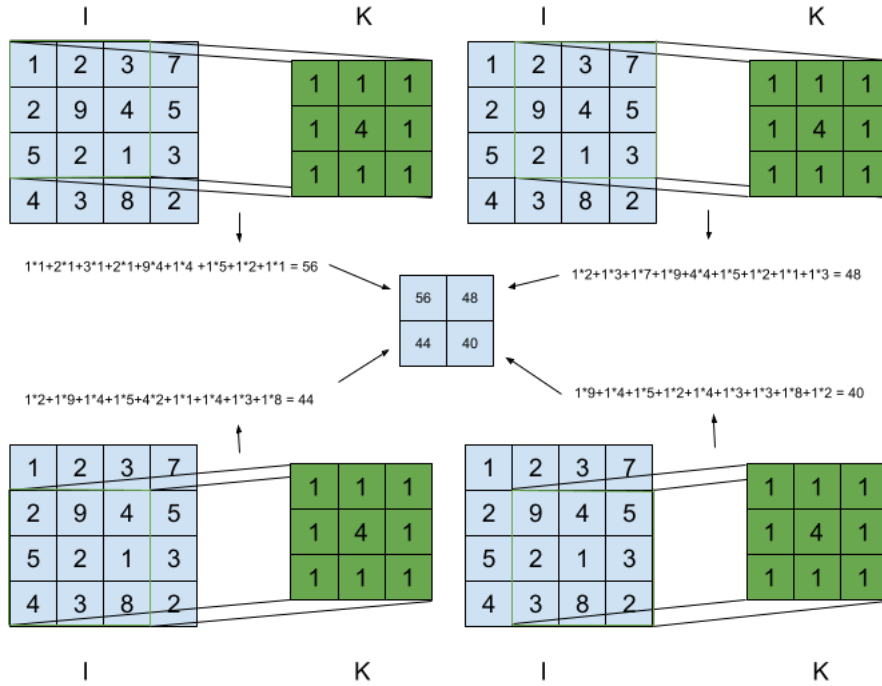 I K I K
1 2 3 7
2 9 4 5
5 2 1 3
4 3 8 2
1 1 1
1 4 1
1 1 1
1 2 3 7
2 9 4 5
5 2 1 3
4 3 8 2
1 1 1
1 4 1
1 1 1
1*1+2*1+3*1+2*1+9*4+1*4 +1*5+1*2+1*1 = 56
1*2+1*3+1*7+1*9+4*4+1*5+1*2+1*1+1*3 = 48
56 48
44 40
1*2+1*9+1*4+1*5+4*2+1*1+1*4+1*3+1*8 = 44
1*9+1*4+1*5+1*2+1*4+1*3+1*3+1*8+1*2 = 40
1 2 3 7
2 9 4 5
5 2 1 3
4 3 8 2
1 1 1
1 4 1
1 1 1
1 2 3 7
2 9 4 5
5 2 1 3
4 3 8 2
1 1 1
1 4 1
1 1 1
I K I K